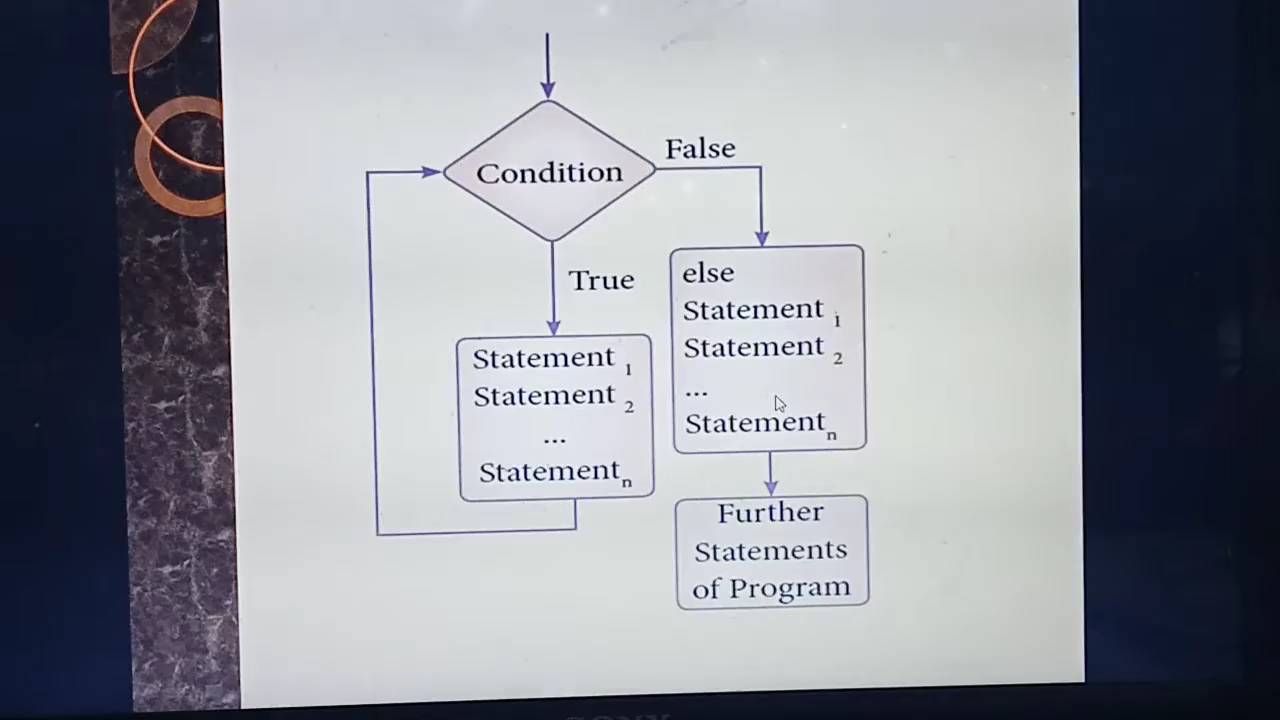 Condition
False
True
Statement 1
Statement 2
...
Statement n
else
Statement 1
Statement 2
...
Statement n
Further
Statements
of Program